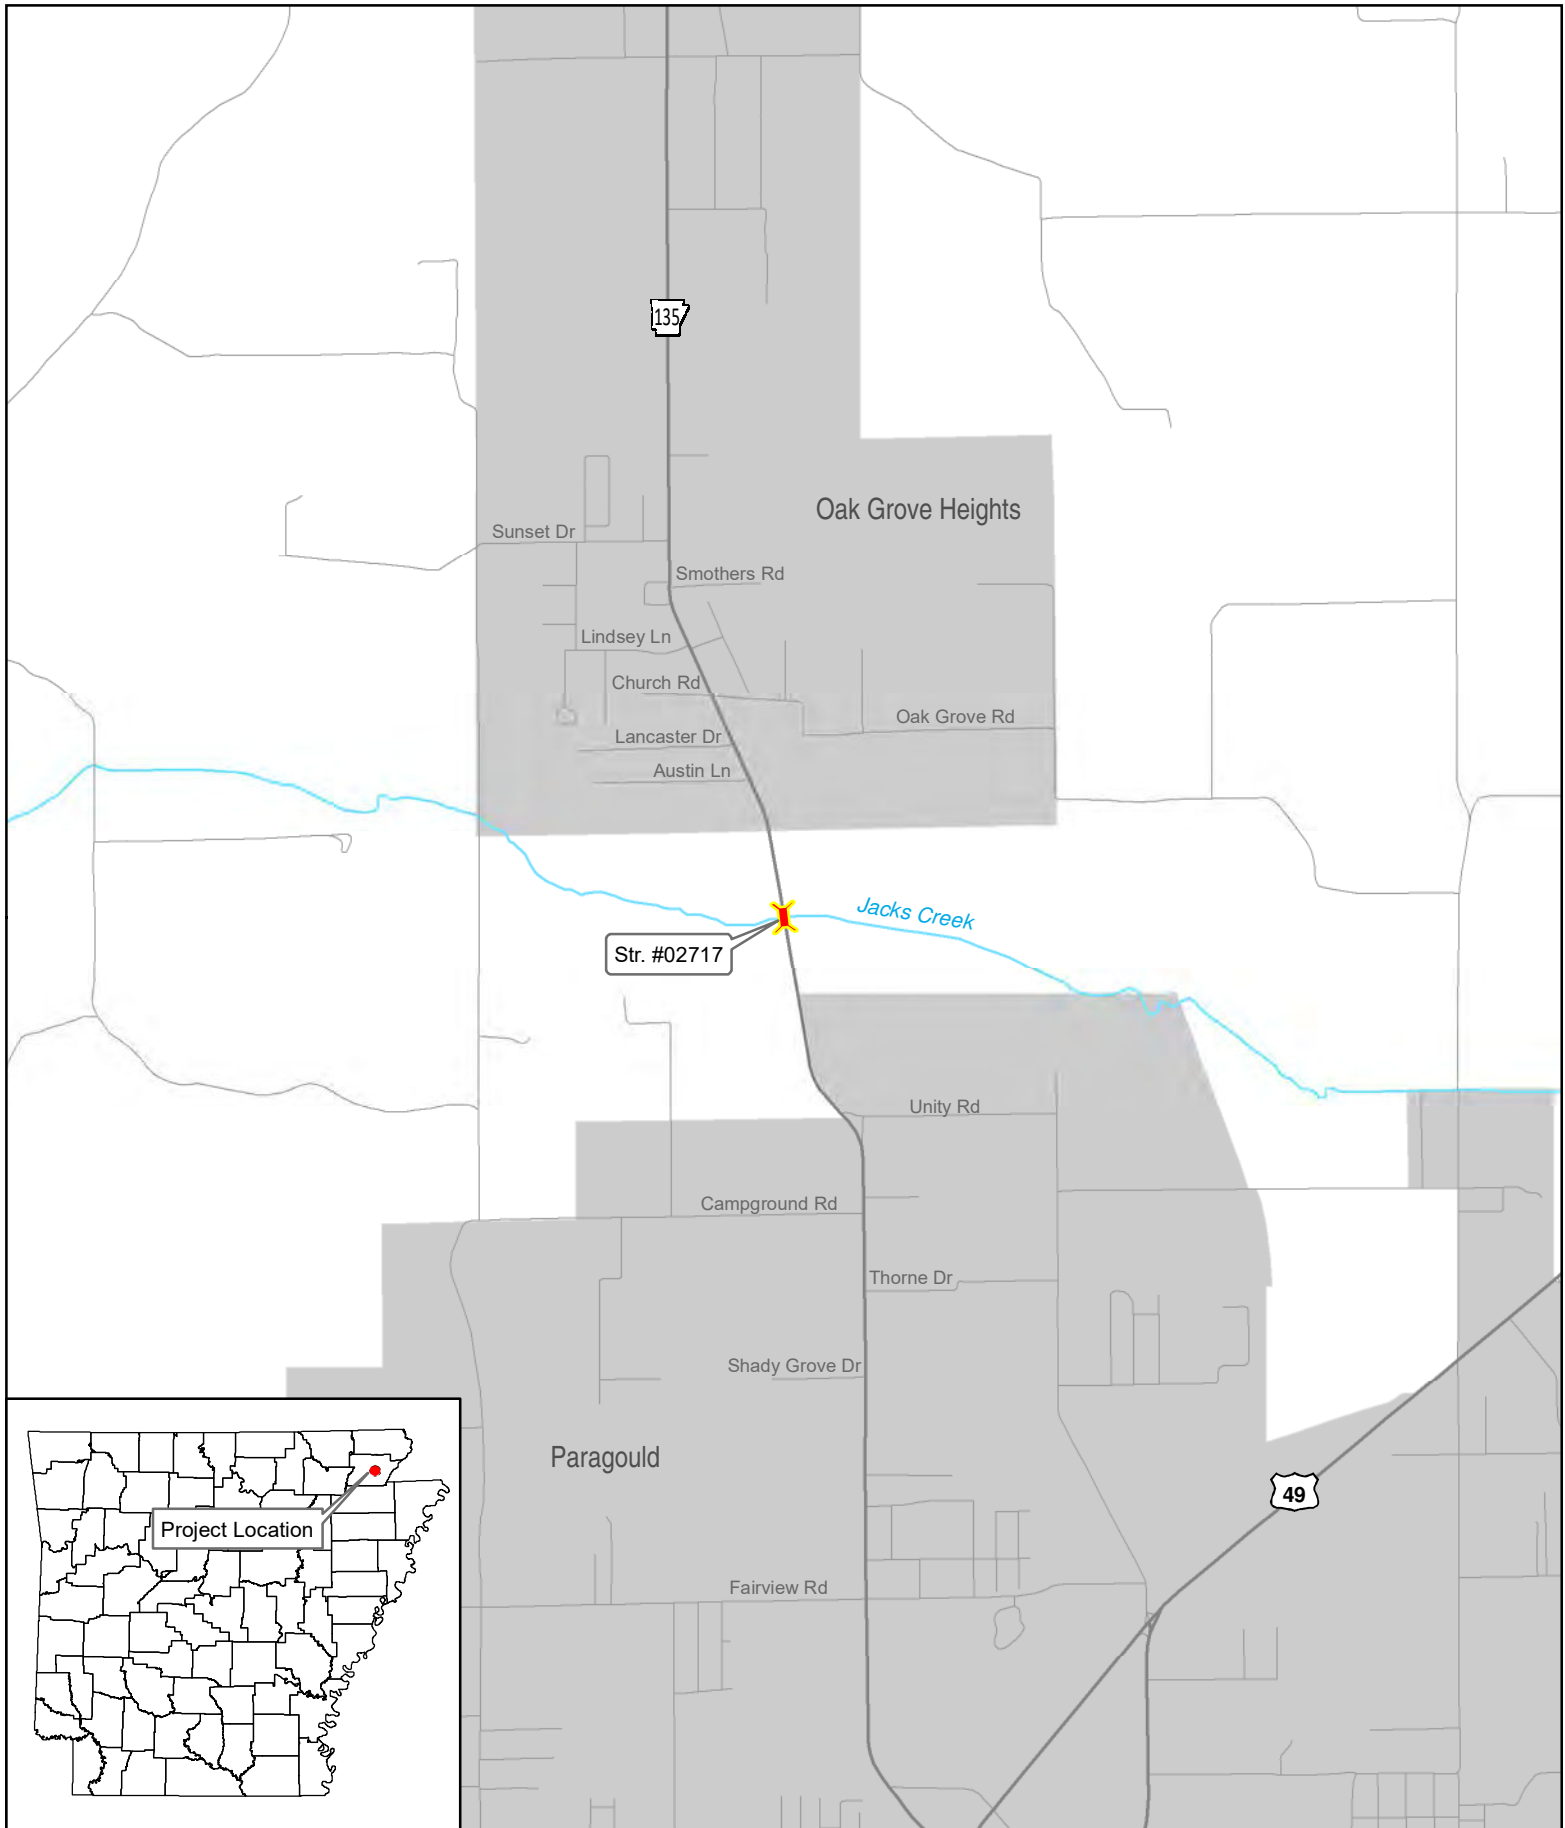 135
Oak Grove Heights
Sunset Dr
Smothers Rd
Lindsey Ln
Church Rd
Oak Grove Rd
Lancaster Dr
Austin Ln
Jacks Creek
Str. #02717
Unity Rd
Campground Rd
Thorne Dr
Shady Grove Dr
Paragould
49
Project Location
Fairview Rd